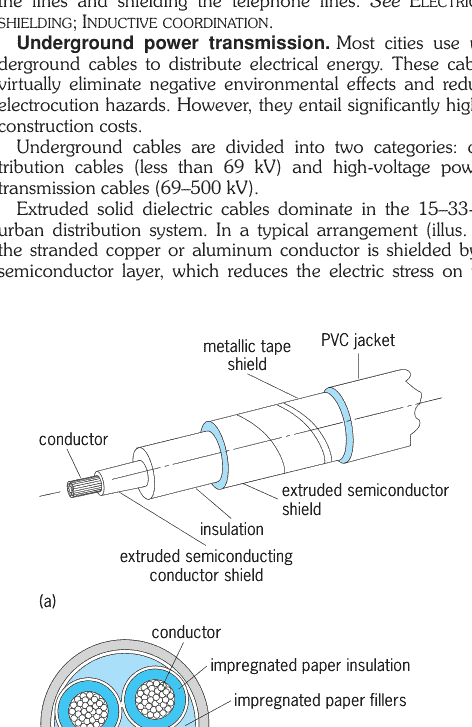 the lines and shielding the telephone lines. See ELECTRIC
SHIELDING; INDUCTIVE COORDINATION.
Underground power transmission. Most cities use u
derground cables to distribute electrical energy. These cab
virtually eliminate negative environmental effects and redu
electrocution hazards. However, they entail significantly high
construction costs.
Underground cables are divided into two categories: d
tribution cables (less than 69 kV) and high-voltage pow
transmission cables (69–500 kV).
Extruded solid dielectric cables dominate in the 15–33-
urban distribution system. In a typical arrangement (illus.
the stranded copper or aluminum conductor is shielded by
semiconductor layer, which reduces the electric stress on
metallic tape
shield
PVC jacket
conductor
extruded semiconductor
shield
insulation
extruded semiconducting
conductor shield
(a)
conductor
impregnated paper insulation
impregnated paper fillers